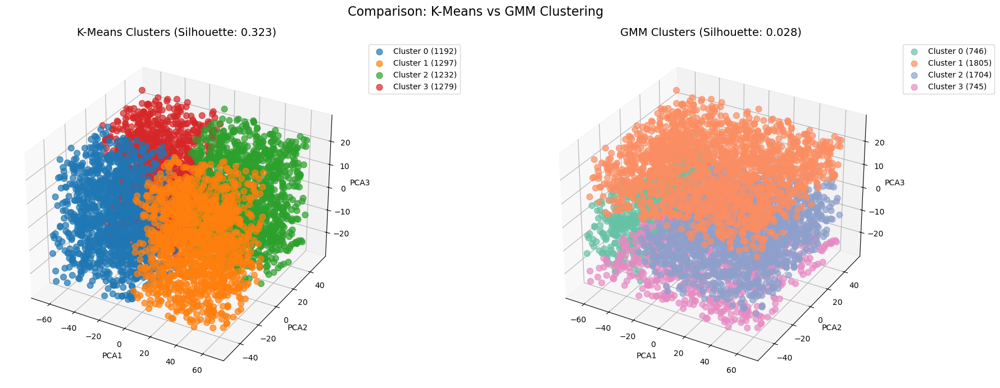 Comparison: K-Means vs GMM Clustering
K-Means Clusters (Silhouette: 0.323)
Cluster 0 (1192)
Cluster 1 (1297)
Cluster 2 (1232)
Cluster 3 (1279)
20
10
0
−10
−20
PCA3
40
20
0
−20
−40
PCA2
−60
−40
−20
0
20
40
60
PCA1
GMM Clusters (Silhouette: 0.028)
Cluster 0 (746)
Cluster 1 (1805)
Cluster 2 (1704)
Cluster 3 (745)
20
10
0
−10
−20
PCA3
40
20
0
−20
−40
PCA2
−60
−40
−20
0
20
40
60
PCA1